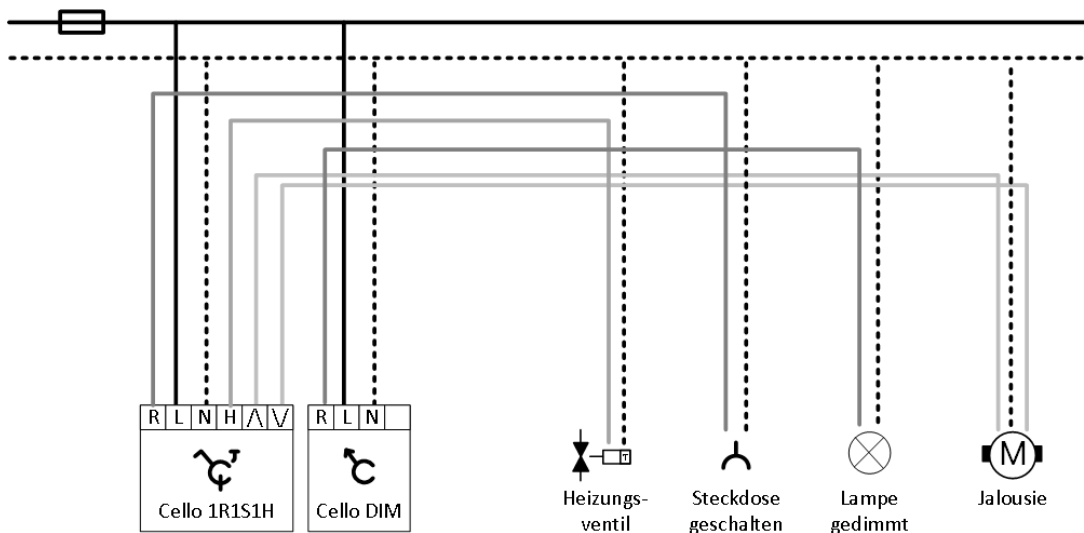 R L N H Λ V
R L N
Cello 1R1S1H
Cello DIM
T
Heizungs-
ventil
Steckdose
geschalten
Lampe
gedimmt
M
Jalousie